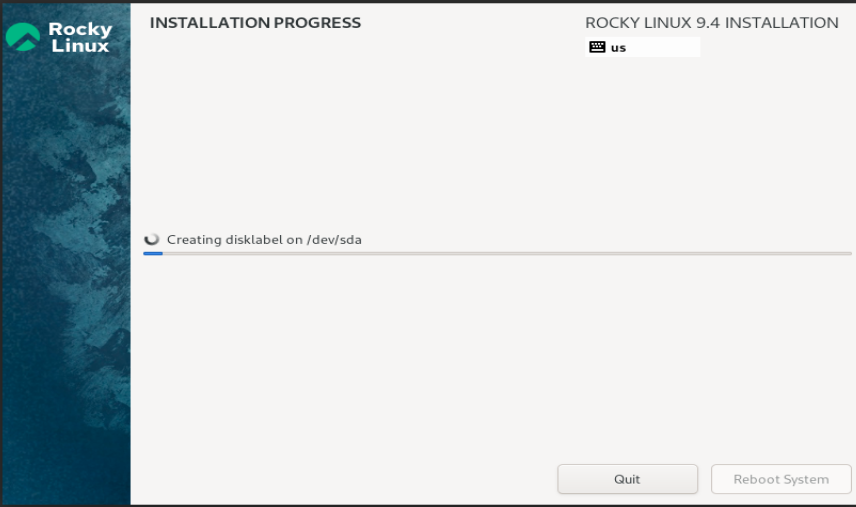 Rocky
Linux
INSTALLATION PROGRESS
ROCKY LINUX 9.4 INSTALLATION
us
Creating disklabel on /dev/sda
Quit
Reboot System